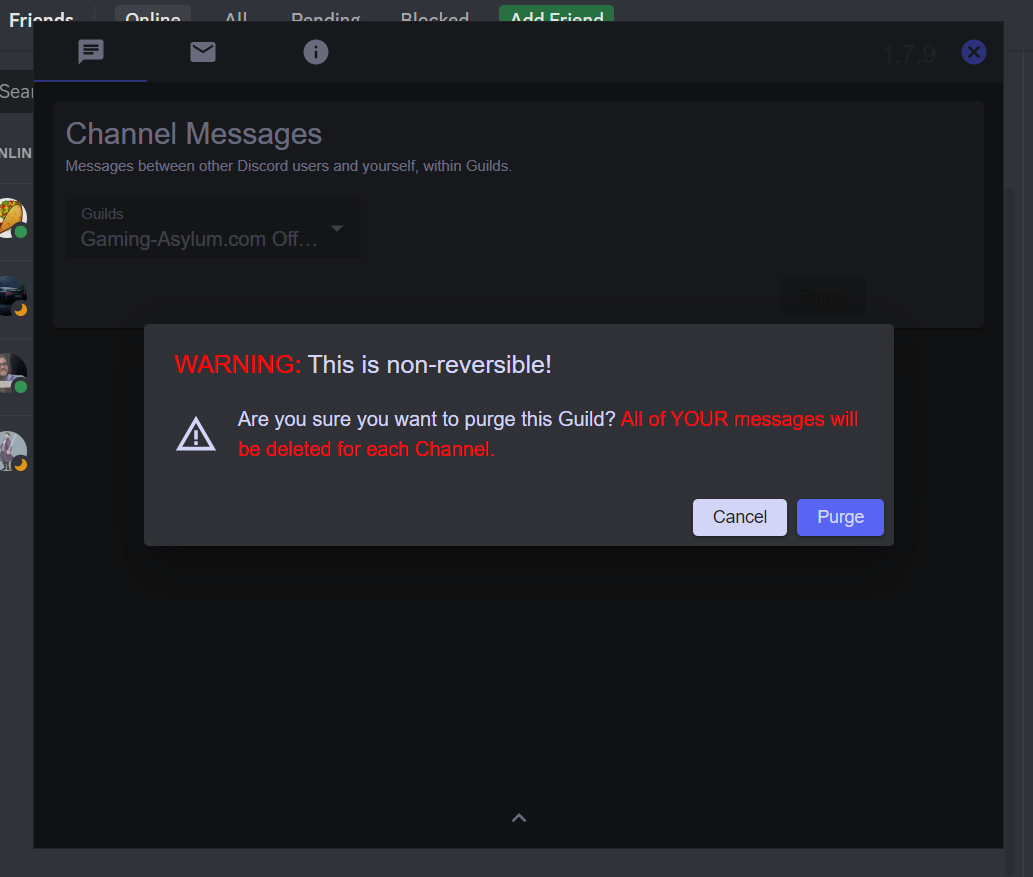 Friends Online All Pending Blocked Add Friend
1.7.9
Sear
NLIN
Channel Messages
Messages between other Discord users and yourself, within Guilds.
Guilds
Gaming-Asylum.com Off...
Purge
WARNING: This is non-reversible!
Are you sure you want to purge this Guild? All of YOUR messages will
be deleted for each Channel.
Cancel Purge